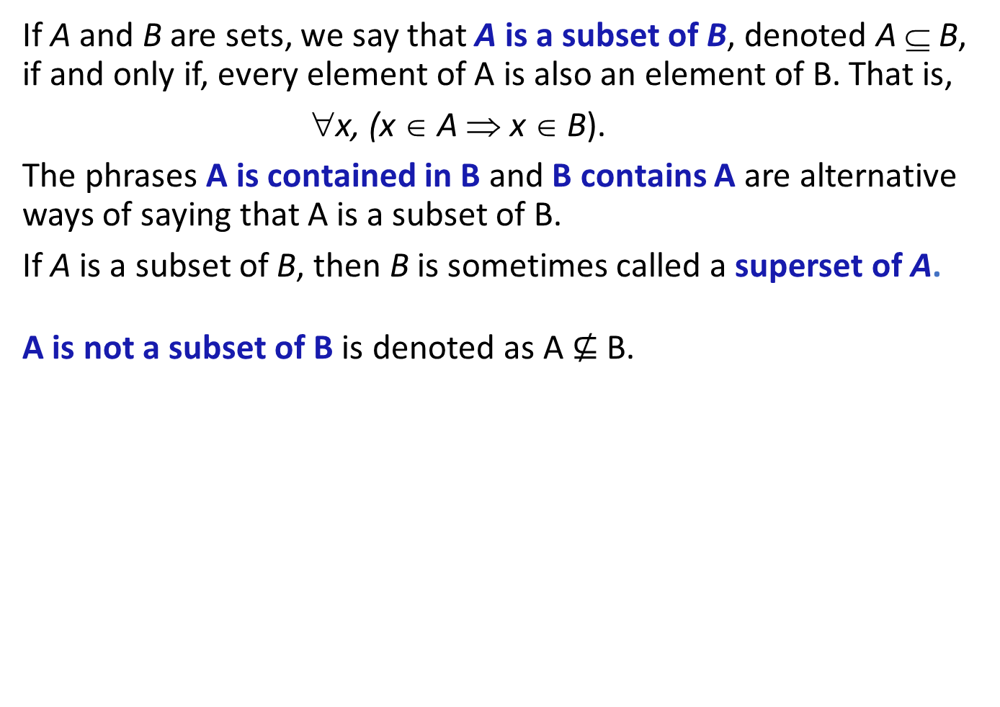 If A and B are sets, we say that A is a subset of B, denoted A ⊆ B,
if and only if, every element of A is also an element of B. That is,
∀x, (x ∈ A ⟹ x ∈ B).
The phrases A is contained in B and B contains A are alternative
ways of saying that A is a subset of B.
If A is a subset of B, then B is sometimes called a superset of A.
A is not a subset of B is denoted as A ⊈ B.